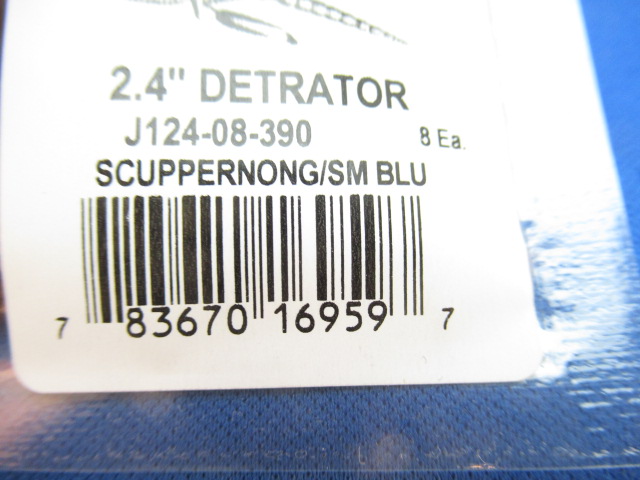 2.4" DETRATOR
J124-08-390 8 Ea.
SCUPPERNONG/SM BLU
7 83670 16959 7